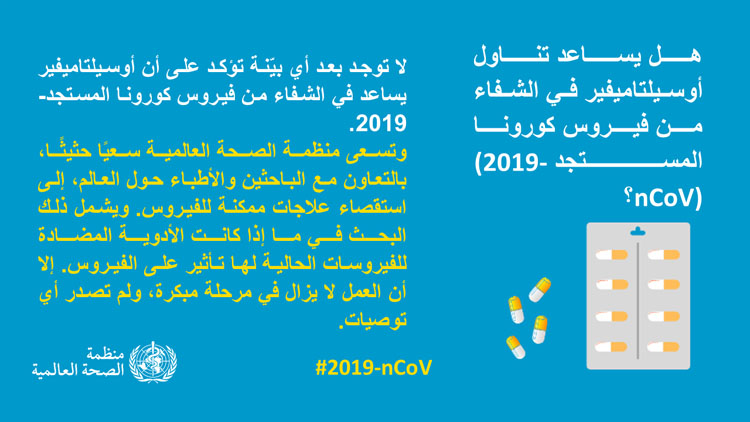 هل يساعد تناول
أوسيلتاميفير في الشفاء
من فيروس كورونا
المستجد (2019-
nCoV)؟
لا توجد بعد أي بيّنة تؤكد على أن أوسيلتاميفير
يساعد في الشفاء من فيروس كورونا المستجد-
2019.
وتسعى منظمة الصحة العالمية سعيًا حثيثًا،
بالتعاون مع الباحثين والأطباء حول العالم، إلى
استقصاء علاجات ممكنة للفيروس. ويشمل ذلك
البحث في ما إذا كانت الأدوية المضادة
للفيروسات الحالية لها تأثير على الفيروس. إلا
أن العمل لا يزال في مرحلة مبكرة، ولم تصدر أي
توصيات.
#2019-nCoV
منظمة
الصحة العالمية